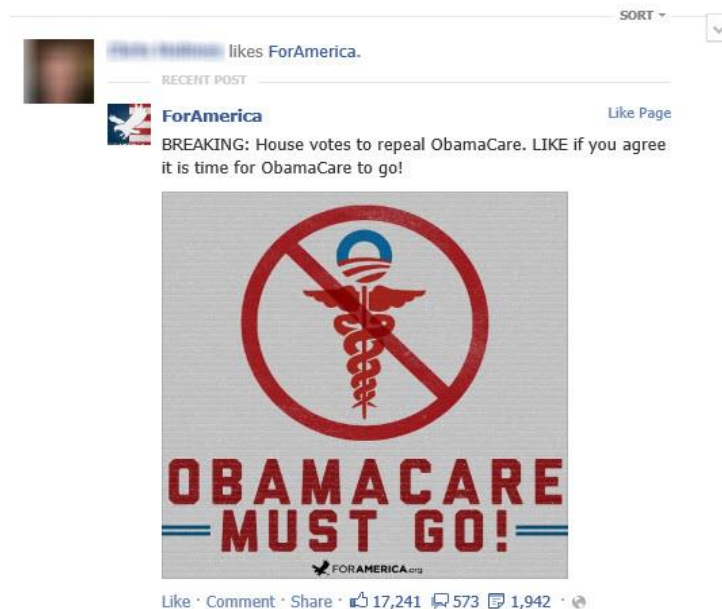 SORT
likes ForAmerica.
RECENT POST
ForAmerica
Like Page
BREAKING: House votes to repeal ObamaCare. LIKE if you agree
it is time for ObamaCare to go!
OBAMACARE
MUST GO!
FORAMERICA.org
Like · Comment · Share · 17,241 573 1,942 ·